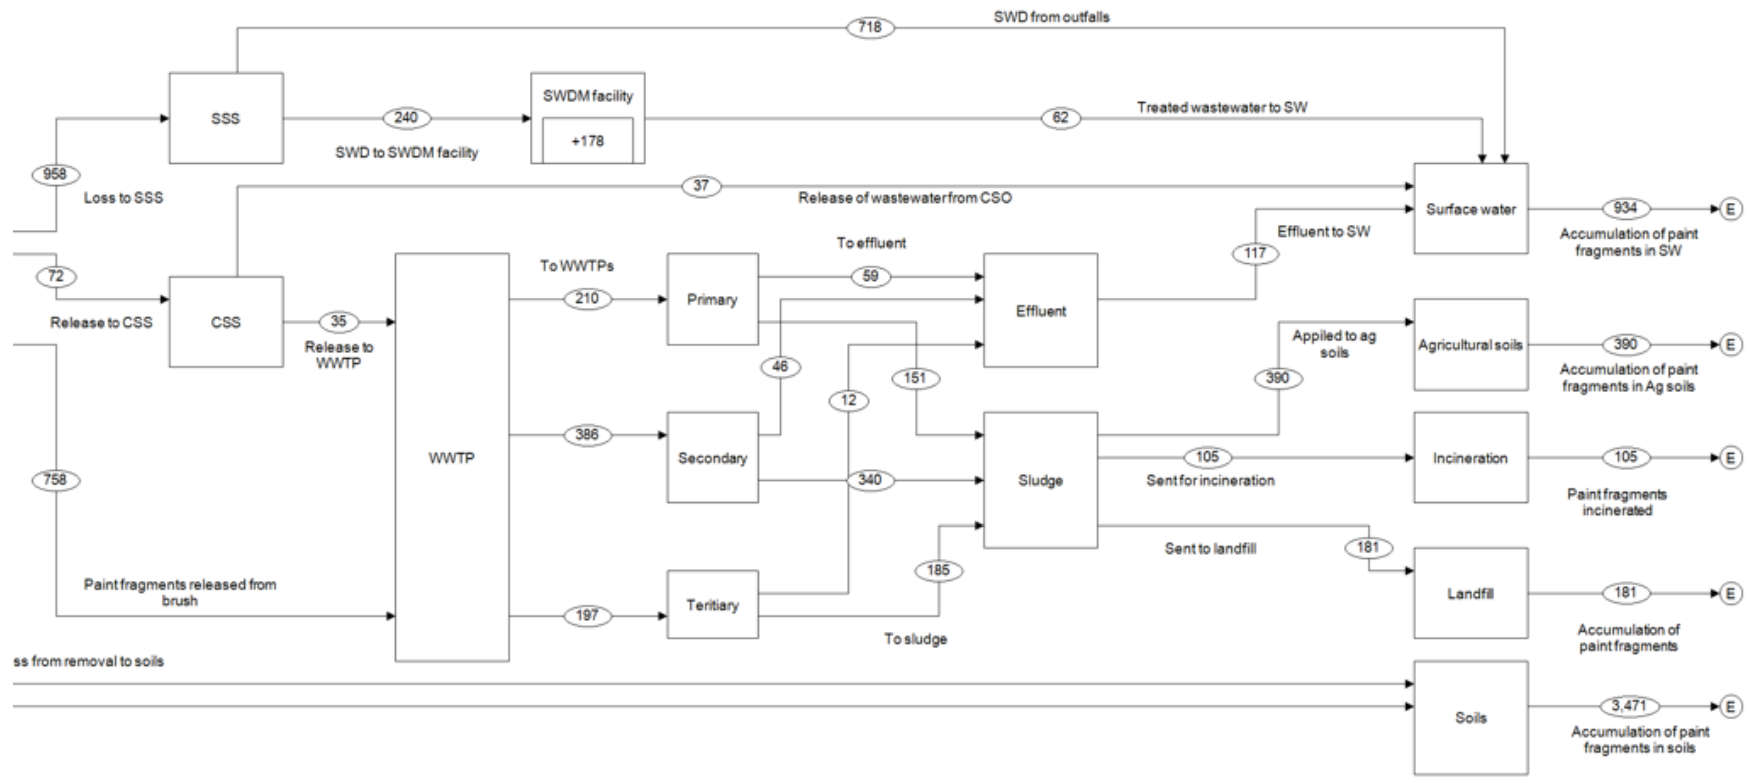 SWD from outfalls
718
SSS
240
SWD to SWDM facility
SWDM facility
+178
62
Treated wastewater to SW
958
Loss to SSS
37
Release of wastewater from CSO
Surface water
934
E
Accumulation of paint
fragments in SW
72
Release to CSS
CSS
35
Release to
WWTP
WWTP
To WWTPs
210
Primary
To effluent
59
Effluent
117
Effluent to SW
46
12
151
Appiled to ag
soils
390
Agricultural soils
390
E
Accumulation of paint
fragments in Ag soils
386
Secondary
340
Sludge
105
Sent for incineration
Incineration
105
E
Paint fragments
incinerated
758
Paint fragments released from
brush
197
Teritiary
185
To sludge
Sent to landfill
181
Landfill
181
E
Accumulation of
paint fragments
ss from removal to soils
Soils
3,471
E
Accumulation of paint
fragments in soils